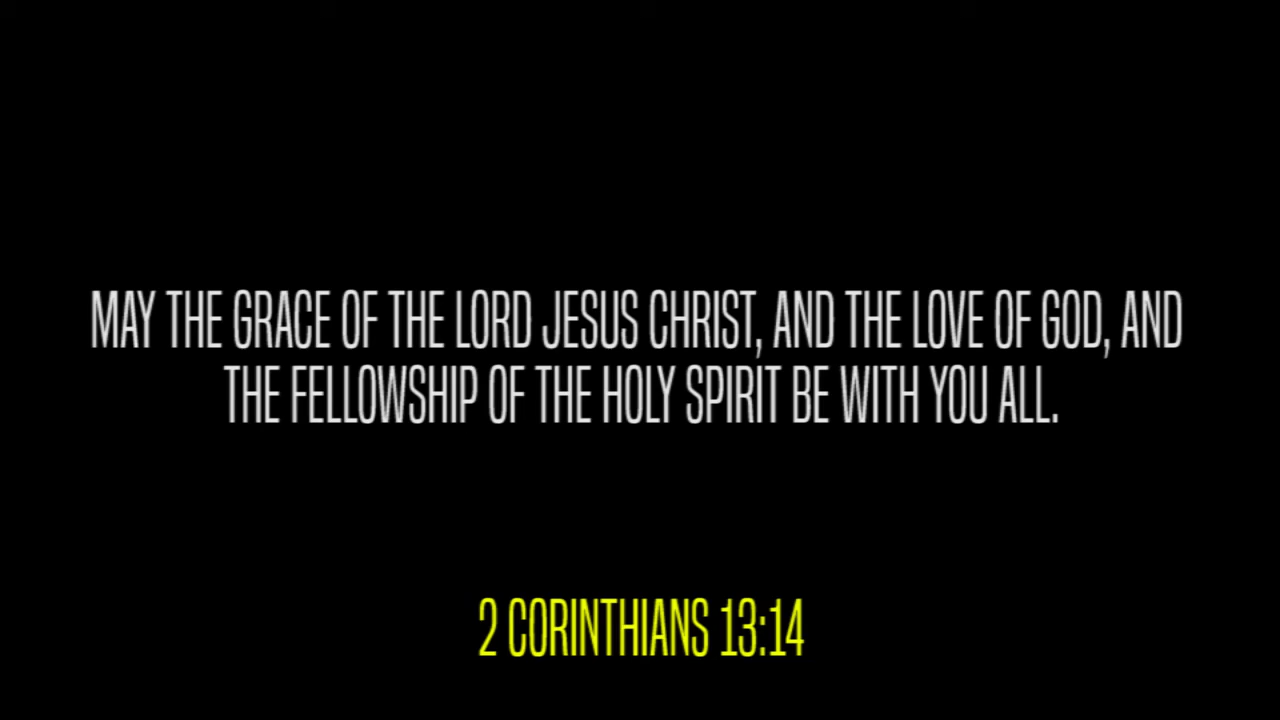 MAY THE GRACE OF THE LORD JESUS CHRIST, AND THE LOVE OF GOD, AND
THE FELLOWSHIP OF THE HOLY SPIRIT BE WITH YOU ALL.
2 CORINTHIANS 13:14